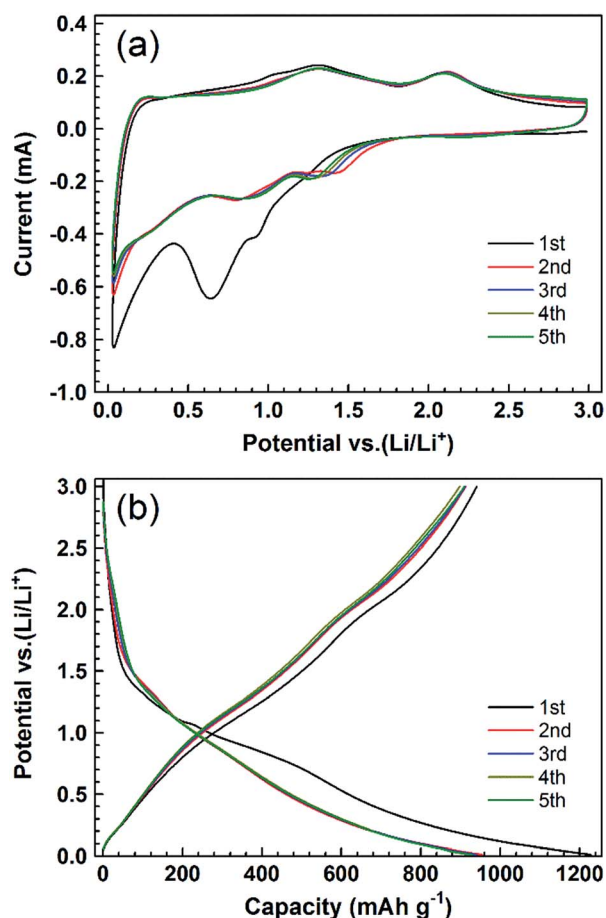 (a)
Current (mA)
0.4
0.2
0.0
-0.2
-0.4
-0.6
-0.8
-1.0
1st
2nd
3rd
4th
5th
0.0 0.5 1.0 1.5 2.0 2.5 3.0
Potential vs.(Li/Li+)
(b)
Potential vs.(Li/Li+)
3.0
2.5
2.0
1.5
1.0
0.5
0.0
1st
2nd
3rd
4th
5th
0 200 400 600 800 1000 1200
Capacity (mAh g-1)